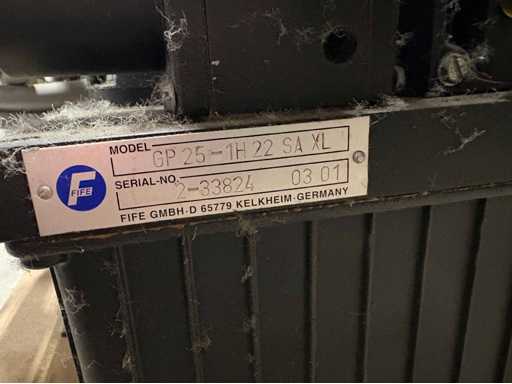 MODEL GP 25-1H 22 SA XL
FIFE
SERIAL-NO. 2-33824 03 01
FIFE GMBH·D 65779 KELKHEIM·GERMANY